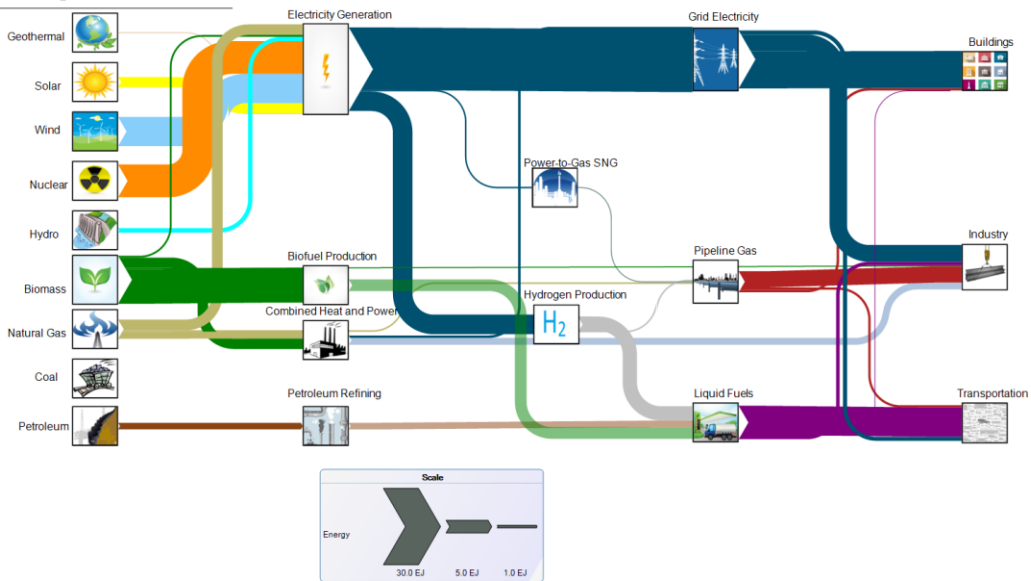 Electricity Generation
Grid Electricity
Geothermal
Buildings
Solar
Wind
Power-to-Gas SNG
Nuclear
Hydro
Industry
Biofuel Production
Pipeline Gas
Biomass
Hydrogen Production
Combined Heat and Power
H2
Natural Gas
Coal
Petroleum Refining
Liquid Fuels
Transportation
Petroleum
Scale
Energy
30.0 EJ 5.0 EJ 1.0 EJ